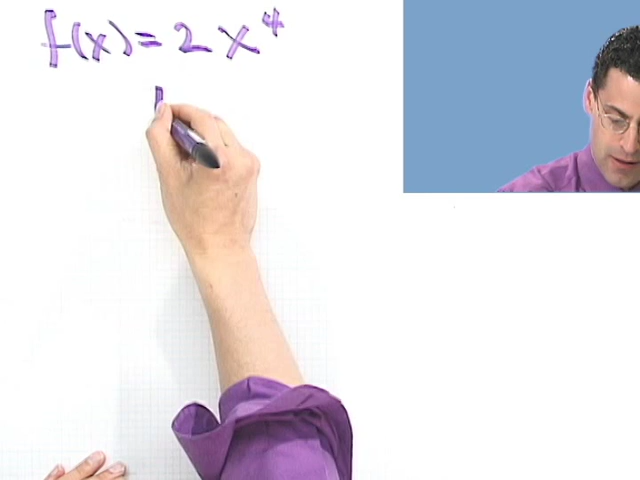 f(x) = 2x⁴